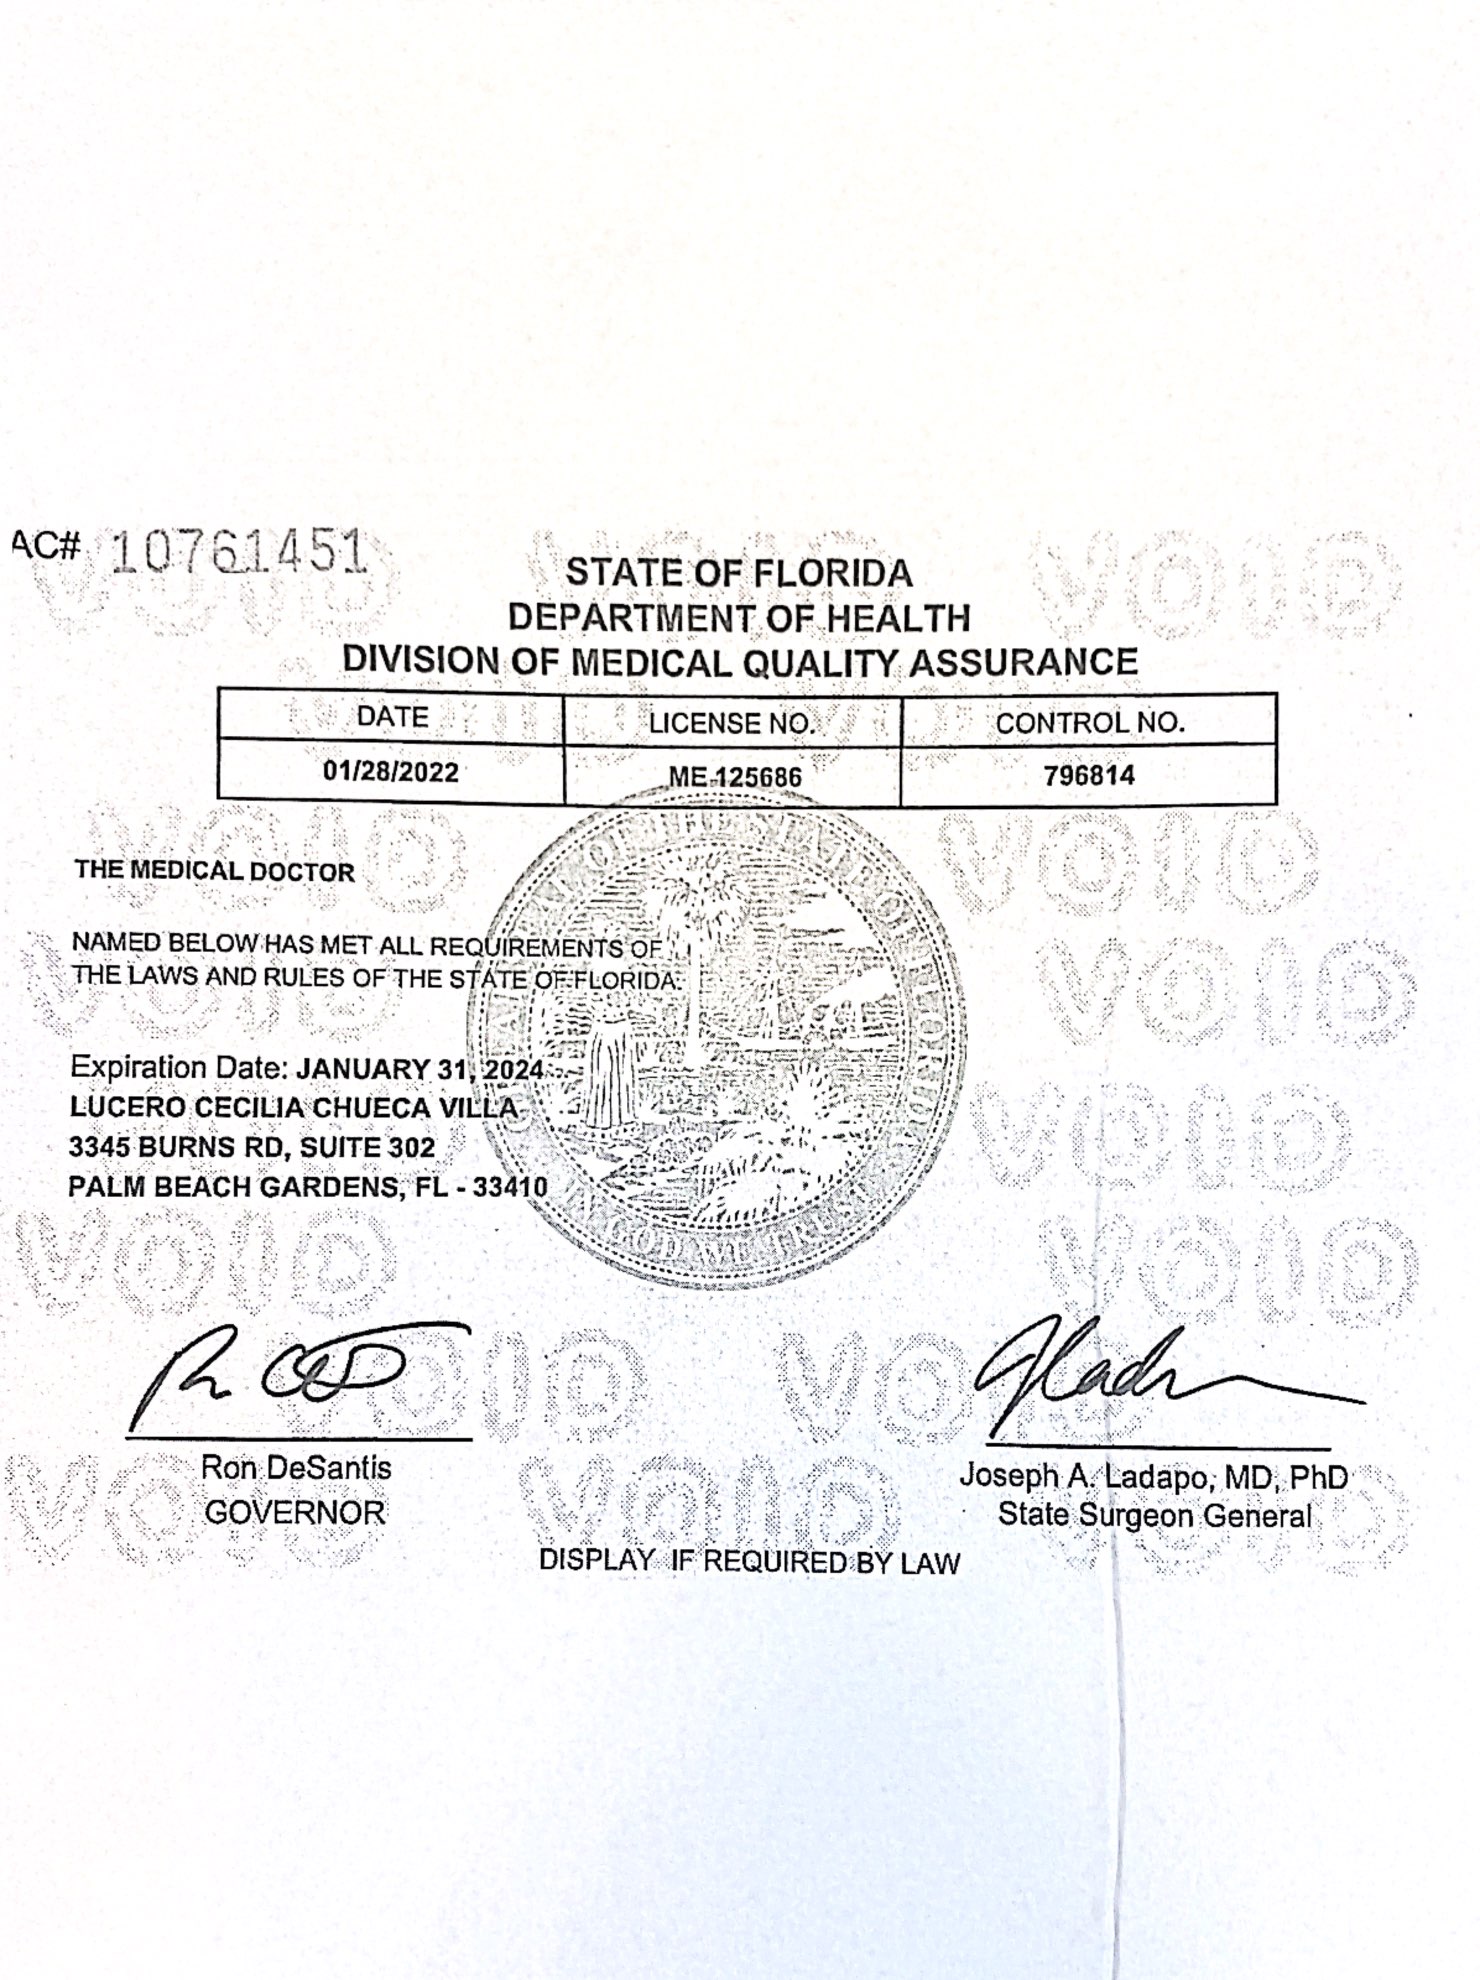 AC# 10761451
STATE OF FLORIDA
DEPARTMENT OF HEALTH
DIVISION OF MEDICAL QUALITY ASSURANCE
DATE LICENSE NO. CONTROL NO.
01/28/2022 ME 125686 796814
THE MEDICAL DOCTOR
NAMED BELOW HAS MET ALL REQUIREMENTS OF
THE LAWS AND RULES OF THE STATE OF FLORIDA.
Expiration Date: JANUARY 31, 2024
LUCERO CECILIA CHUECA VILLA
3345 BURNS RD, SUITE 302
PALM BEACH GARDENS, FL - 33410
GREAT SEAL OF THE STATE OF FLORIDA
IN GOD WE TRUST
Ron DeSantis
GOVERNOR
Joseph A. Ladapo, MD, PhD
State Surgeon General
DISPLAY IF REQUIRED BY LAW
VOID VOID VOID
VOID VOID
VOID VOID
VOID
VOID VOID
VOID VOID
VOID VOID VOID